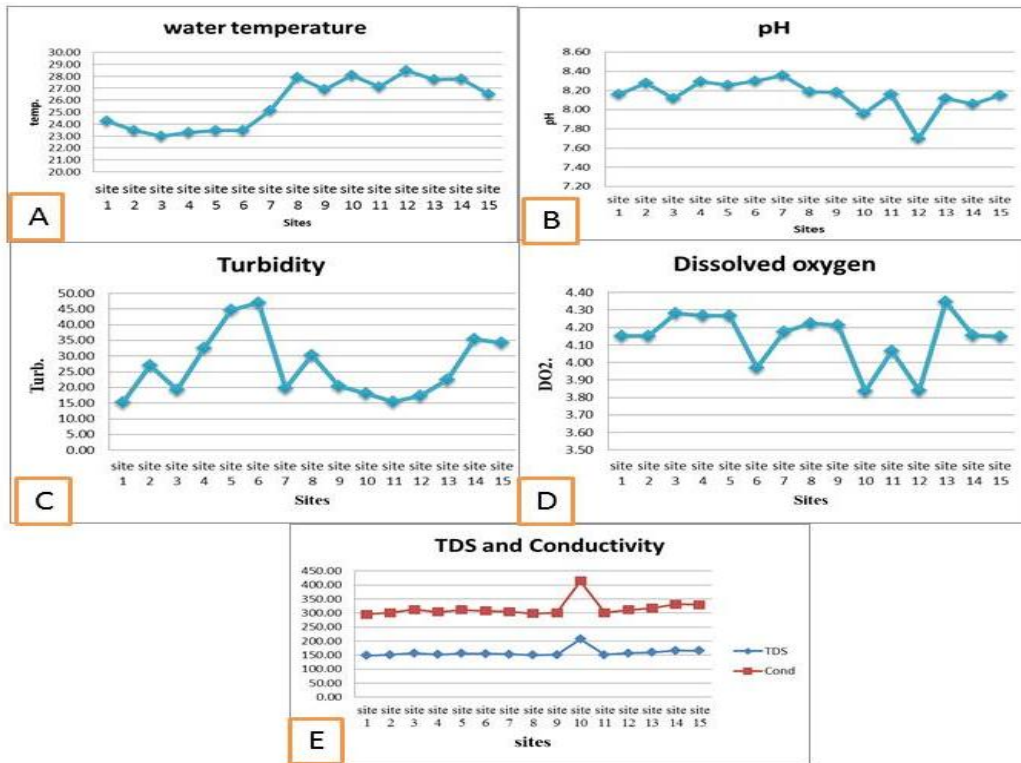 water temperature
30.00
29.00
28.00
27.00
26.00
25.00
24.00
23.00
22.00
21.00
20.00
temp.
site site site site site site site site site site site site site site site
1 2 3 4 5 6 7 8 9 10 11 12 13 14 15
Sites
A
pH
8.60
8.40
8.20
8.00
7.80
7.60
7.40
7.20
pH
site site site site site site site site site site site site site site site
1 2 3 4 5 6 7 8 9 10 11 12 13 14 15
Sites
B
Turbidity
50.00
45.00
40.00
35.00
30.00
25.00
20.00
15.00
10.00
5.00
0.00
Turb.
site site site site site site site site site site site site site site site
1 2 3 4 5 6 7 8 9 10 11 12 13 14 15
Sites
C
Dissolved oxygen
4.40
4.30
4.20
4.10
4.00
3.90
3.80
3.70
3.60
3.50
DO2.
site site site site site site site site site site site site site site site
1 2 3 4 5 6 7 8 9 10 11 12 13 14 15
Sites
D
TDS and Conductivity
450.00
400.00
350.00
300.00
250.00
200.00
150.00
100.00
50.00
0.00
TDS
Cond
site site site site site site site site site site site site site site site
1 2 3 4 5 6 7 8 9 10 11 12 13 14 15
sites
E